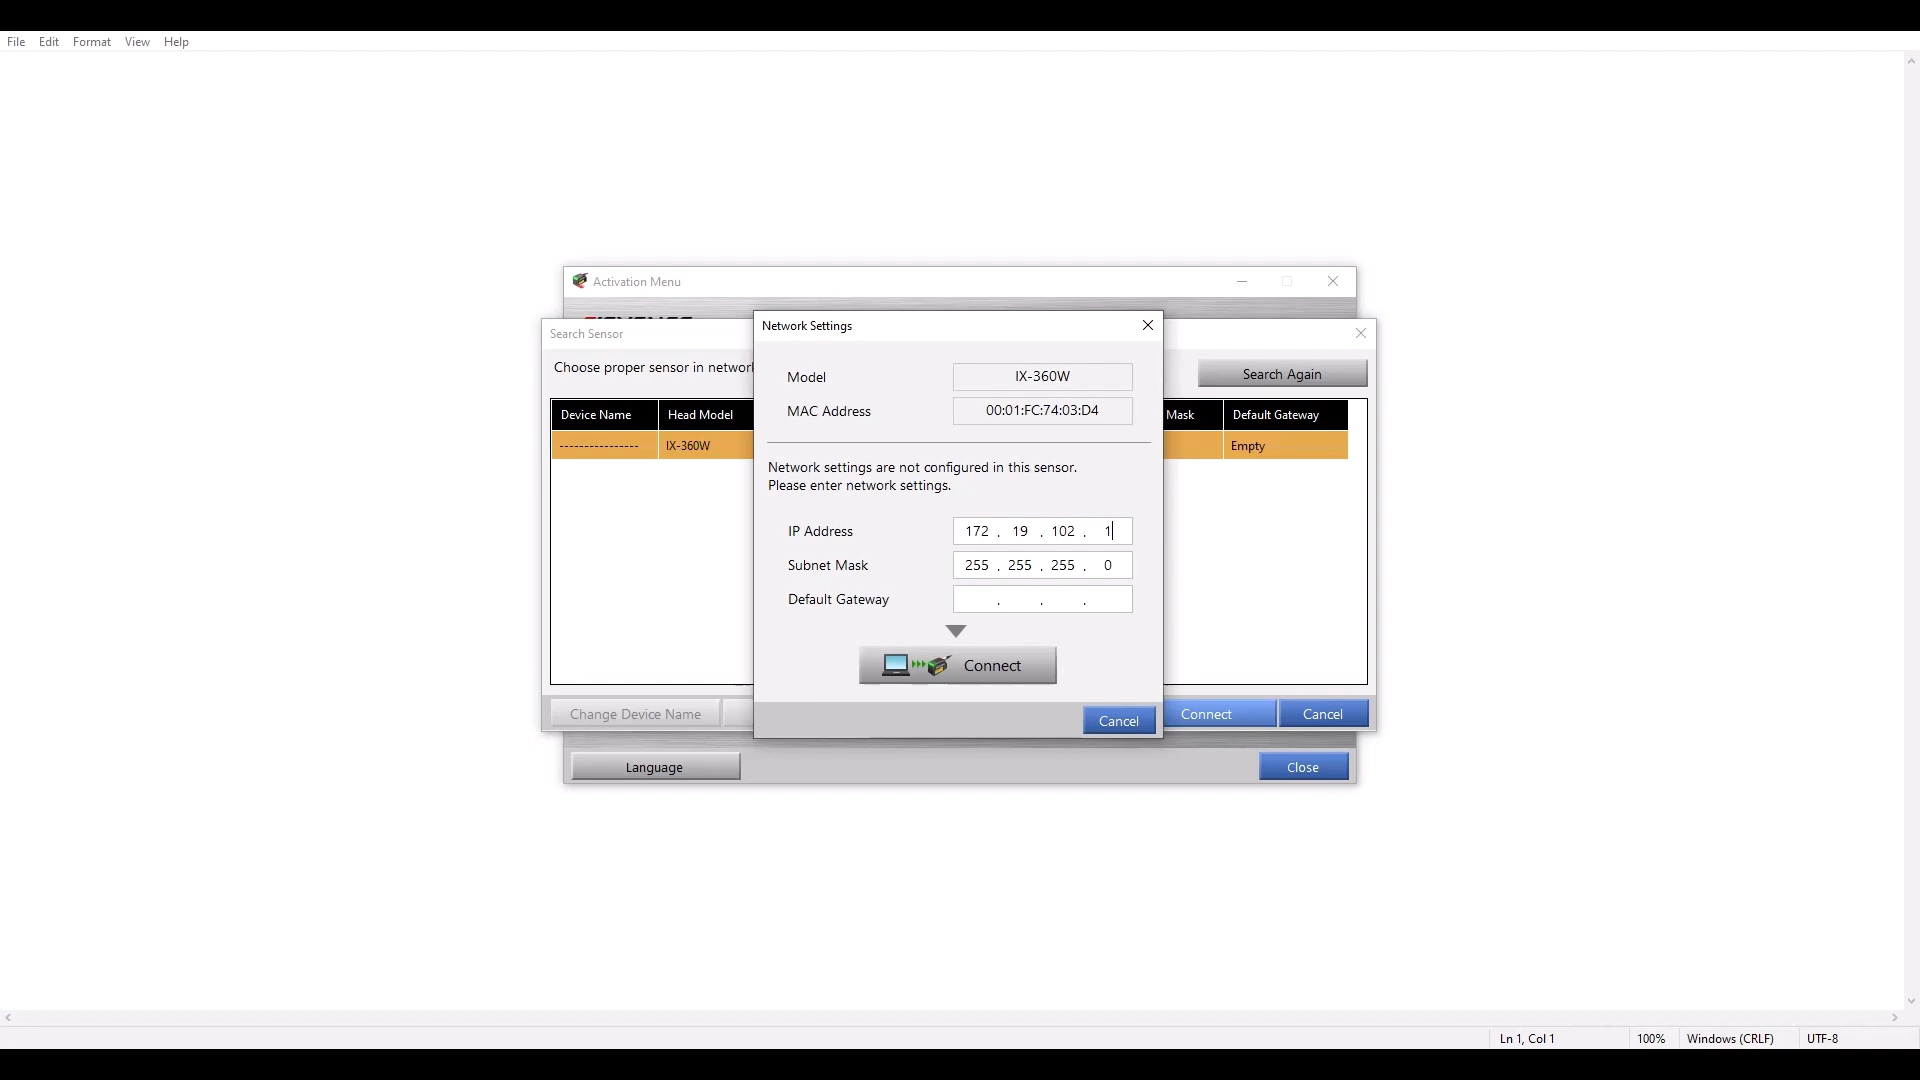 File Edit Format View Help
Activation Menu
Search Sensor
Network Settings
Choose proper sensor in
Search Again
Model IX-360W
MAC Address 00:01:FC:74:03:D4
Device Name Head Model Mask Default Gateway
---------------- IX-360W Empty
Network settings are not configured in this sensor.
Please enter network settings.
IP Address 172 . 19 . 102 . 1
Subnet Mask 255 . 255 . 255 . 0
Default Gateway . . .
Connect
Change Device Name Cancel Connect Cancel
Language Close
Ln 1, Col 1 100% Windows (CRLF) UTF-8